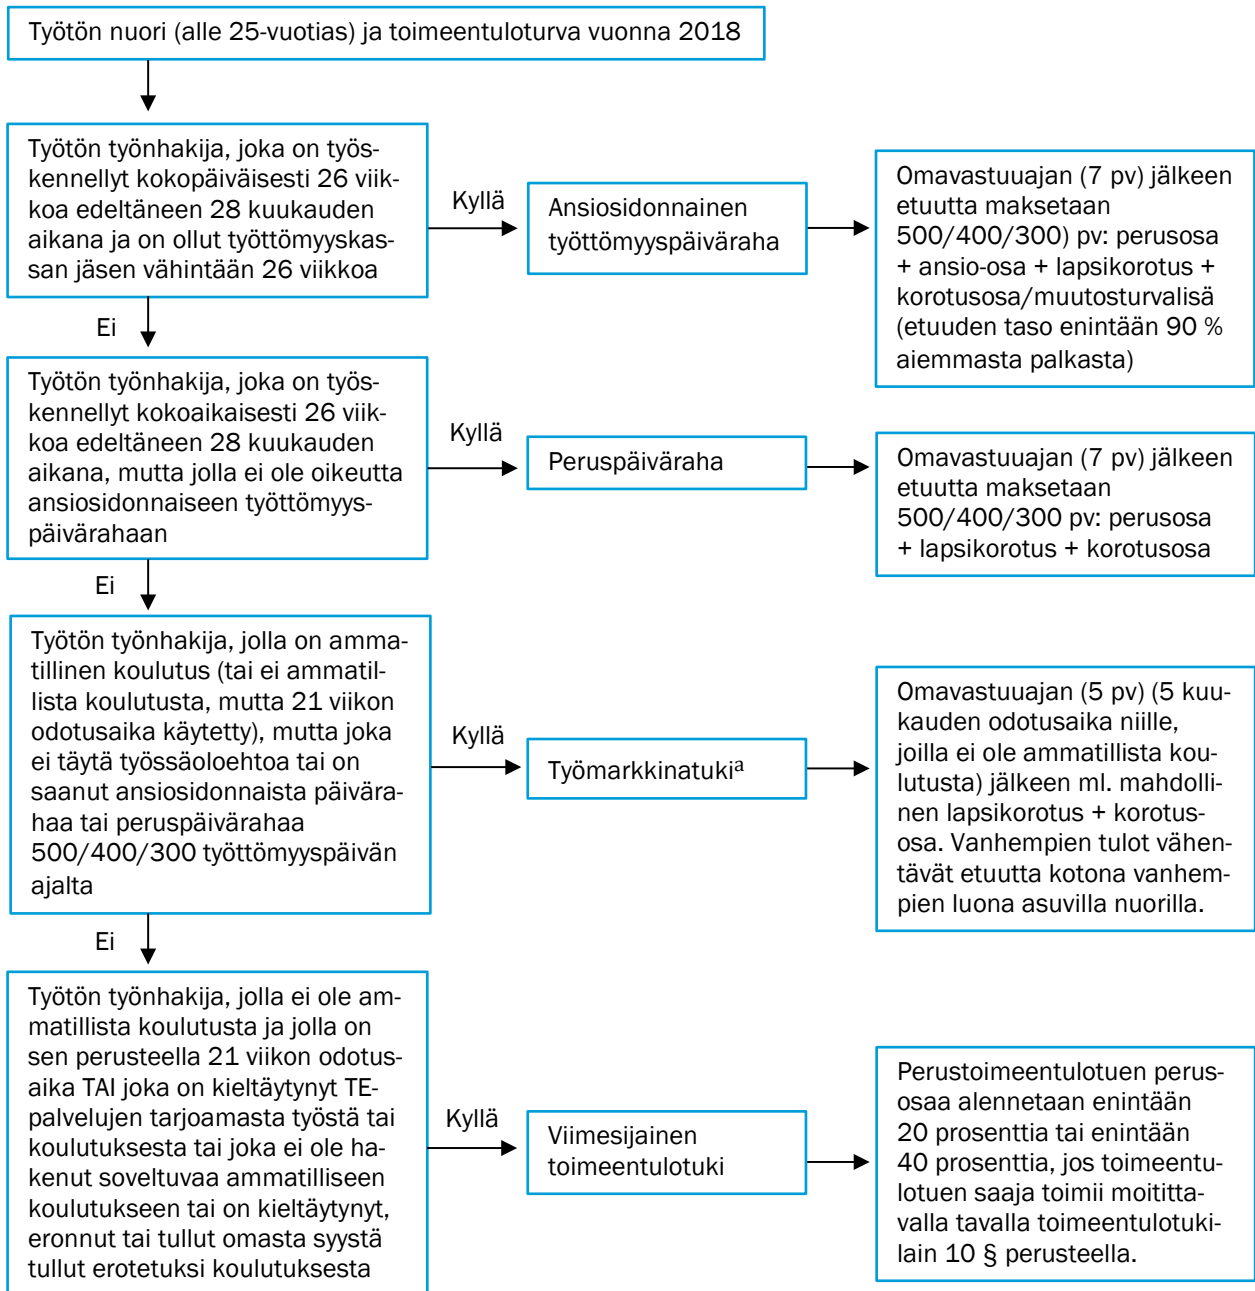 Työtön nuori (alle 25-vuotias) ja toimeentuloturva vuonna 2018
Työtön työnhakija, joka on työs-
kennellyt kokopäiväisesti 26 viik-
koa edeltäneen 28 kuukauden
aikana ja on ollut työttömyyskas-
san jäsen vähintään 26 viikkoa
Kyllä
Ansiosidonnainen
työttömyyspäiväraha
Omavastuuajan (7 pv) jälkeen
etuutta maksetaan
500/400/300) pv: perusosa
+ ansio-osa + lapsikorotus +
korotusosa/muutosturvalisä
(etuuden taso enintään 90 %
aiemmasta palkasta)
Ei
Työtön työnhakija, joka on työs-
kennellyt kokoaikaisesti 26 viik-
koa edeltäneen 28 kuukauden
aikana, mutta jolla ei ole oikeutta
ansiosidonnaiseen työttömyys-
päivärahaan
Kyllä
Peruspäiväraha
Omavastuuajan (7 pv) jälkeen
etuutta maksetaan
500/400/300 pv: perusosa
+ lapsikorotus + korotusosa
Ei
Työtön työnhakija, jolla on amma-
tillinen koulutus (tai ei ammatil-
lista koulutusta, mutta 21 viikon
odotusaika käytetty), mutta joka
ei täytä työssäoloehtoa tai on
saanut ansiosidonnaista päivära-
haa tai peruspäivärahaa
500/400/300 työttömyyspäivän
ajalta
Kyllä
Työmarkkinatukiᵃ
Omavastuuajan (5 pv) (5 kuu-
kauden odotusaika niille,
joilla ei ole ammatillista kou-
lutusta) jälkeen ml. mahdolli-
nen lapsikorotus + korotus-
osa. Vanhempien tulot vähen-
tävät etuutta kotona vanhem-
pien luona asuvilla nuorilla.
Ei
Työtön työnhakija, jolla ei ole am-
matillista koulutusta ja jolla on
sen perusteella 21 viikon odotus-
aika TAI joka on kieltäytynyt TE-
palvelujen tarjoamasta työstä tai
koulutuksesta tai joka ei ole ha-
kenut soveltuvaa ammatilliseen
koulutukseen tai on kieltäytynyt,
eronnut tai tullut omasta syystä
tullut erotetuksi koulutuksesta
Kyllä
Viimesijainen
toimeentulotuki
Perustoimeentulotuen perus-
osaa alennetaan enintään
20 prosenttia tai enintään
40 prosenttia, jos toimeentu-
lotuen saaja toimii moititta-
valla tavalla toimeentulotuki-
lain 10 § perusteella.